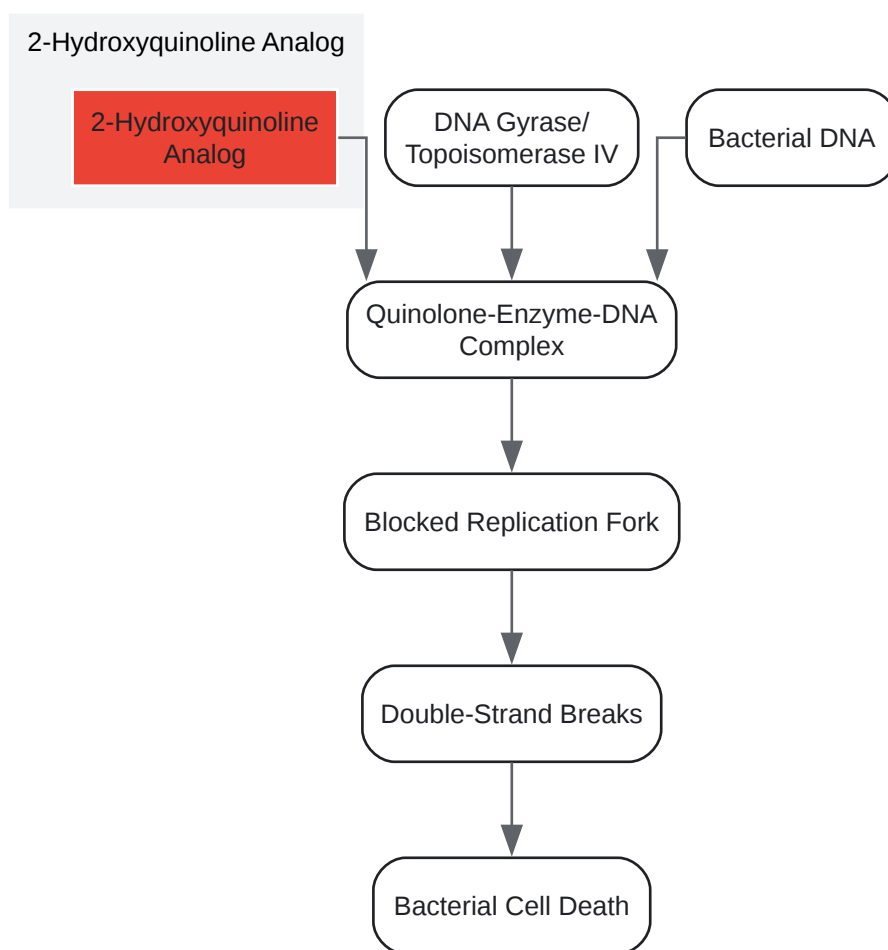 2-Hydroxyquinoline Analog
2-Hydroxyquinoline
Analog
DNA Gyrase/
Topoisomerase IV
Bacterial DNA
Quinolone-Enzyme-DNA
Complex
Blocked Replication Fork
Double-Strand Breaks
Bacterial Cell Death